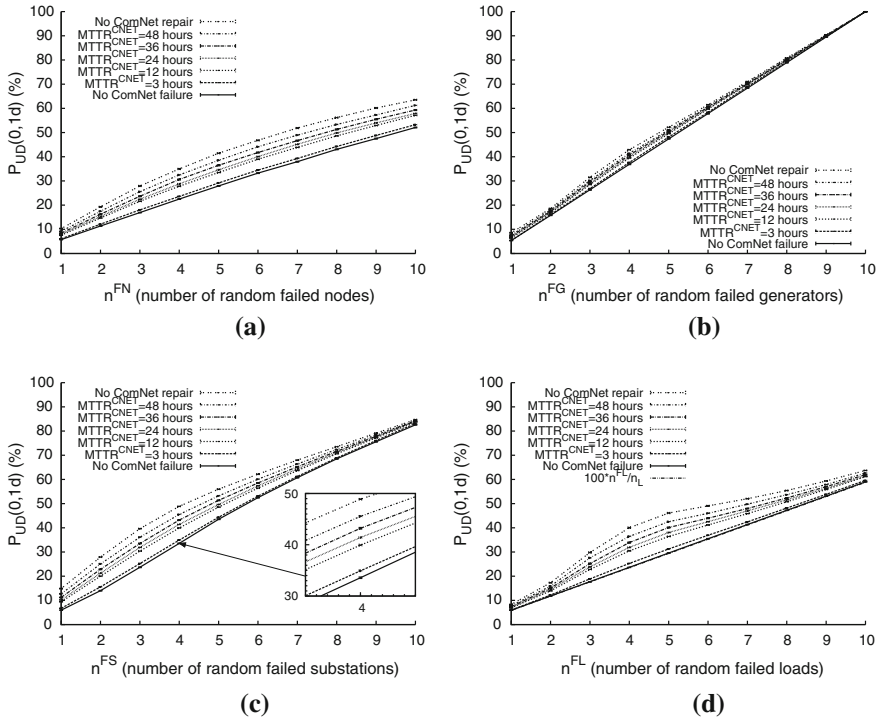 P_UD(0,1d) (%)
100
90
80
70
60
50
40
30
20
10
0
No ComNet repair
MTTR^CNET=48 hours
MTTR^CNET=36 hours
MTTR^CNET=24 hours
MTTR^CNET=12 hours
MTTR^CNET=3 hours
No ComNet failure
1 2 3 4 5 6 7 8 9 10
n^FN (number of random failed nodes)
(a)
P_UD(0,1d) (%)
100
90
80
70
60
50
40
30
20
10
0
No ComNet repair
MTTR^CNET=48 hours
MTTR^CNET=36 hours
MTTR^CNET=24 hours
MTTR^CNET=12 hours
MTTR^CNET=3 hours
No ComNet failure
1 2 3 4 5 6 7 8 9 10
n^FG (number of random failed generators)
(b)
P_UD(0,1d) (%)
100
90
80
70
60
50
40
30
20
10
0
No ComNet repair
MTTR^CNET=48 hours
MTTR^CNET=36 hours
MTTR^CNET=24 hours
MTTR^CNET=12 hours
MTTR^CNET=3 hours
No ComNet failure
50
40
30
4
1 2 3 4 5 6 7 8 9 10
n^FS (number of random failed substations)
(c)
P_UD(0,1d) (%)
100
90
80
70
60
50
40
30
20
10
0
No ComNet repair
MTTR^CNET=48 hours
MTTR^CNET=36 hours
MTTR^CNET=24 hours
MTTR^CNET=12 hours
MTTR^CNET=3 hours
No ComNet failure
100*n^FL/n_L
1 2 3 4 5 6 7 8 9 10
n^FL (number of random failed loads)
(d)